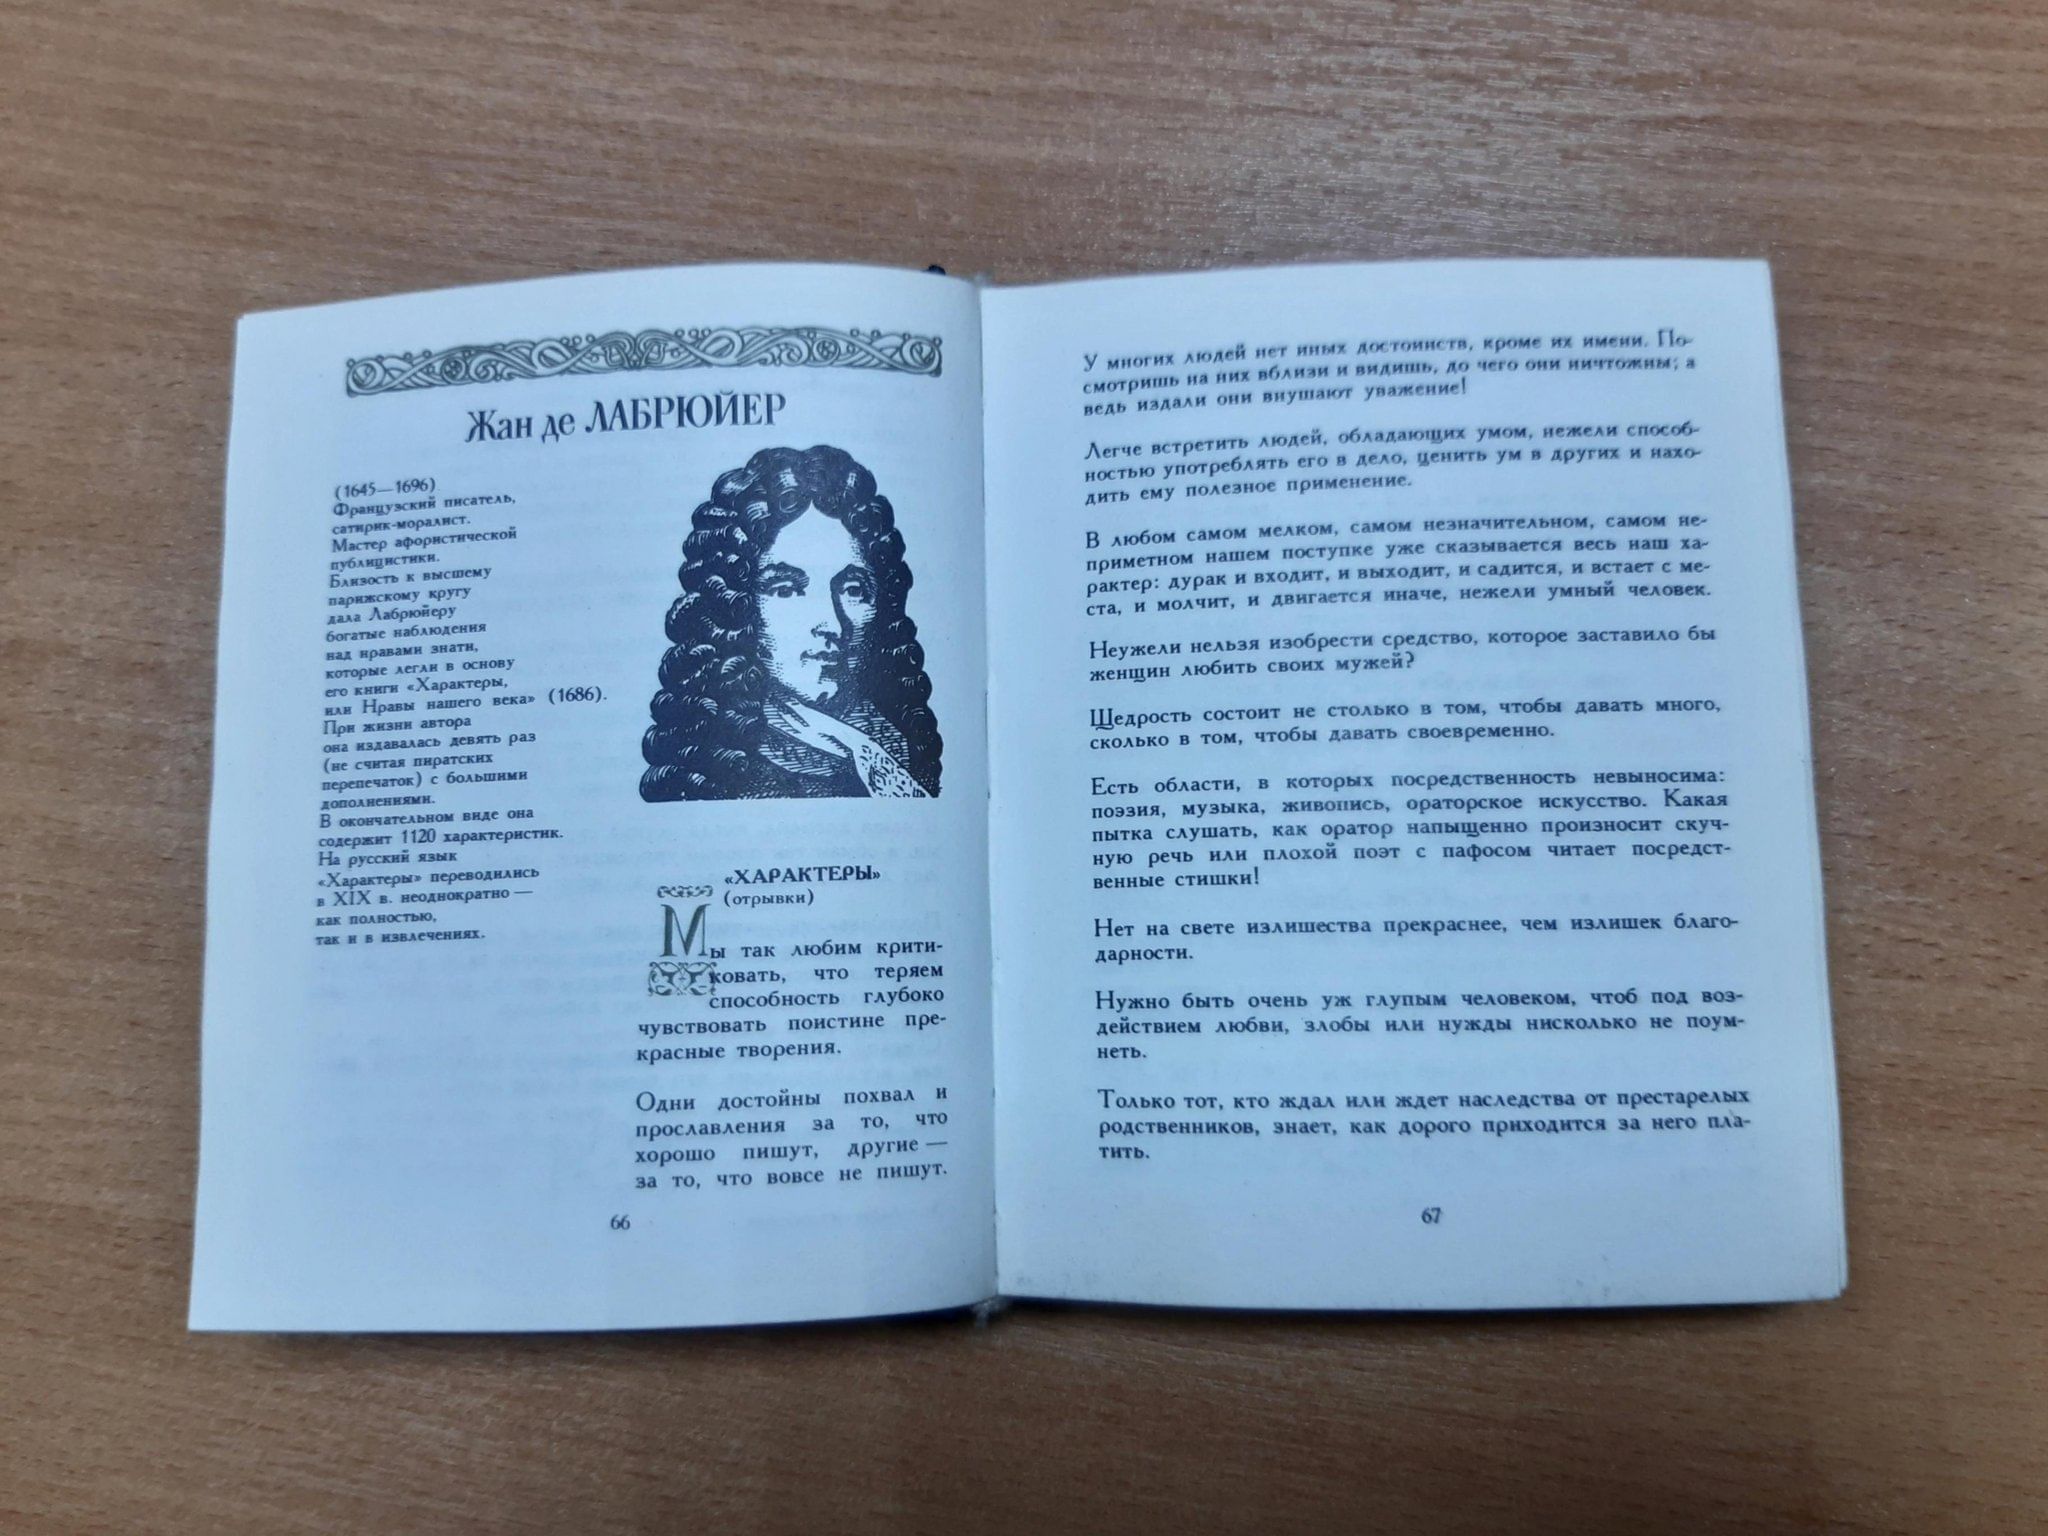 Жан де ЛАБРЮЙЕР
(1645—1696)
Французский писатель,
сатирик-моралист.
Мастер афористической
публицистики.
Близость к высшему
парижскому кругу
дала Лабрюйеру
богатые наблюдения
над нравами знати,
которые легли в основу
его книги «Характеры,
или Нравы нашего века» (1686).
При жизни автора
она издавалась девять раз
(не считая пиратских
перепечаток) с большими
дополнениями.
В окончательном виде она
содержит 1120 характеристик.
На русский язык
«Характеры» переводились
в XIX в. неоднократно —
как полностью,
так и в извлечениях.
«ХАРАКТЕРЫ»
(отрывки)
Мы так любим крити-
ковать, что теряем
способность глубоко
чувствовать поистине пре-
красные творения.
Одни достойны похвал и
прославления за то, что
хорошо пишут, другие —
за то, что вовсе не пишут.
66
У многих людей нет иных достоинств, кроме их имени. По-
смотришь на них вблизи и видишь, до чего они ничтожны; а
ведь издали они внушают уважение!
Легче встретить людей, обладающих умом, нежели способ-
ностью употреблять его в дело, ценить ум в других и нахо-
дить ему полезное применение.
В любом самом мелком, самом незначительном, самом не-
приметном нашем поступке уже сказывается весь наш ха-
рактер: дурак и входит, и выходит, и садится, и встает с ме-
ста, и молчит, и двигается иначе, нежели умный человек.
Неужели нельзя изобрести средство, которое заставило бы
женщин любить своих мужей?
Щедрость состоит не столько в том, чтобы давать много,
сколько в том, чтобы давать своевременно.
Есть области, в которых посредственность невыносима:
поэзия, музыка, живопись, ораторское искусство. Какая
пытка слушать, как оратор напыщенно произносит скуч-
ную речь или плохой поэт с пафосом читает посредст-
венные стишки!
Нет на свете излишества прекраснее, чем излишек благо-
дарности.
Нужно быть очень уж глупым человеком, чтоб под воз-
действием любви, злобы или нужды нисколько не поум-
неть.
Только тот, кто ждал или ждет наследства от престарелых
родственников, знает, как дорого приходится за него пла-
тить.
67